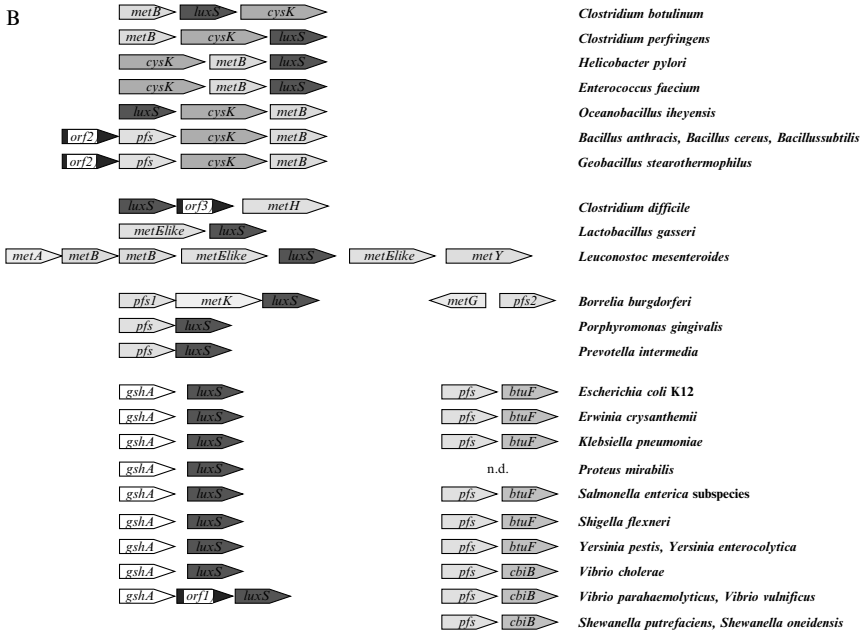 B
metB luxS cysK Clostridium botulinum
metB cysK luxS Clostridium perfringens
cysK metB luxS Helicobacter pylori
cysK metB luxS Enterococcus faecium
luxS cysK metB Oceanobacillus iheyensis
orf2 pfs cysK metB Bacillus anthracis, Bacillus cereus, Bacillussubtilis
orf2 pfs cysK metB Geobacillus stearothermophilus
luxS orf3 metH Clostridium difficile
metElike luxS Lactobacillus gasseri
metA metB metB metElike luxS metElike metY Leuconostoc mesenteroides
pfs1 metK luxS metG pfs2 Borrelia burgdorferi
pfs luxS Porphyromonas gingivalis
pfs luxS Prevotella intermedia
gshA luxS pfs btuF Escherichia coli K12
gshA luxS pfs btuF Erwinia crysanthemii
gshA luxS pfs btuF Klebsiella pneumoniae
gshA luxS n.d. Proteus mirabilis
gshA luxS pfs btuF Salmonella enterica subspecies
gshA luxS pfs btuF Shigella flexneri
gshA luxS pfs btuF Yersinia pestis, Yersinia enterocolytica
gshA luxS pfs cbiB Vibrio cholerae
gshA orf1 luxS pfs cbiB Vibrio parahaemolyticus, Vibrio vulnificus
pfs cbiB Shewanella putrefaciens, Shewanella oneidensis